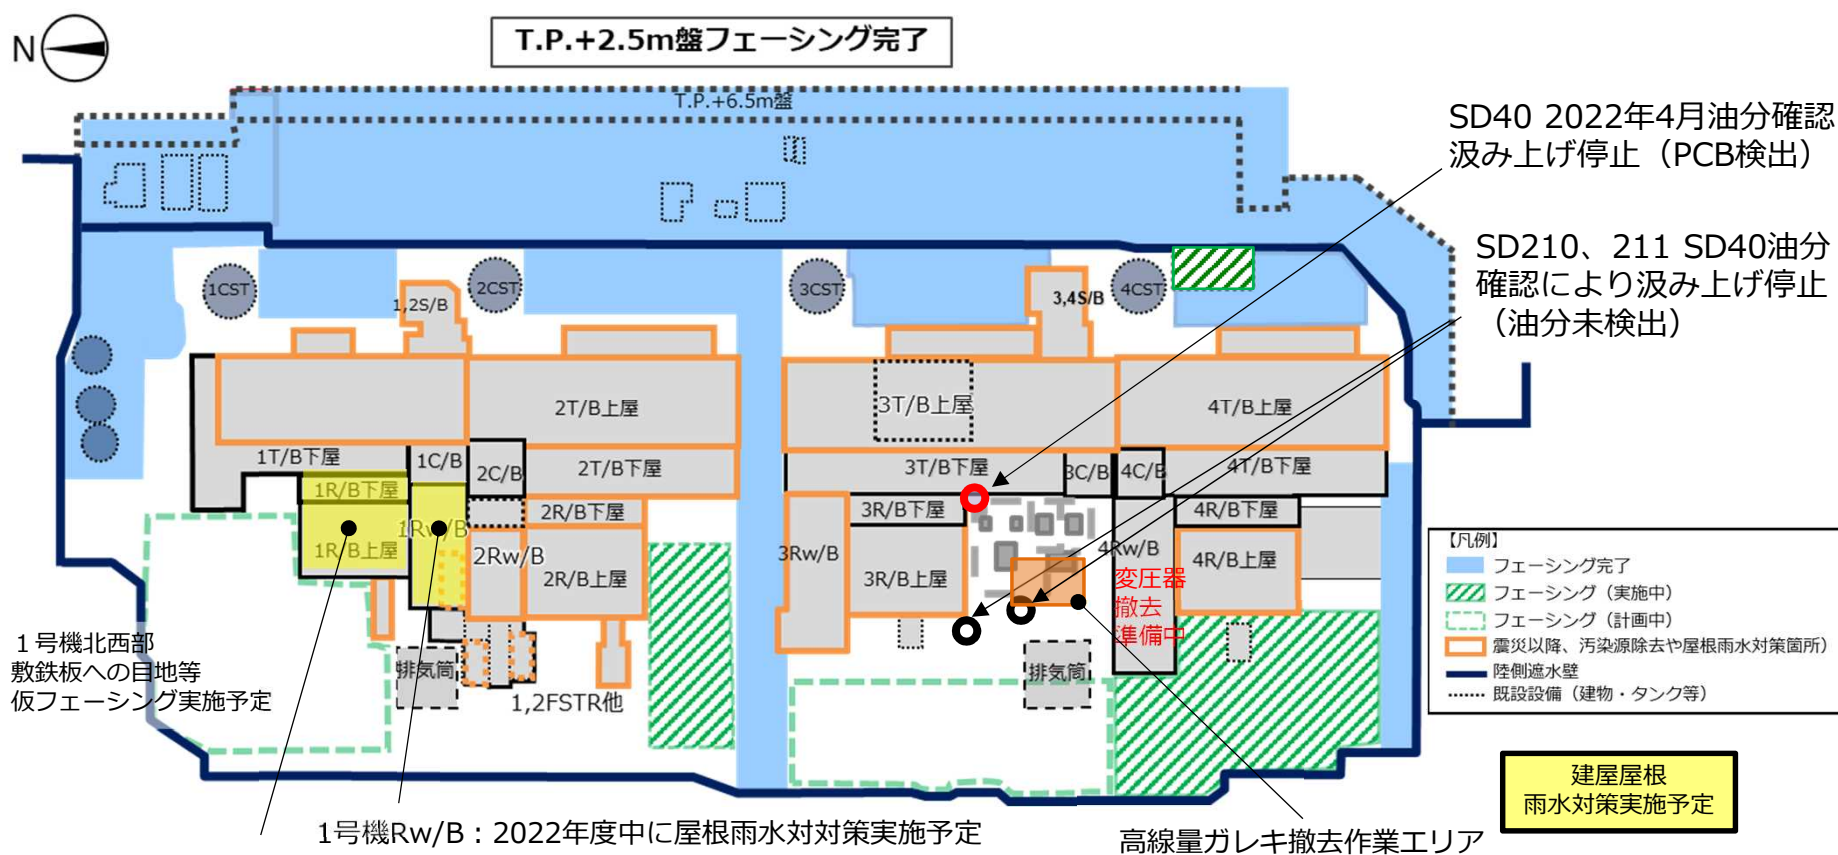 N
T.P.+2.5m盤フェーシング完了
T.P.+6.5m盤
SD40 2022年4月油分確認
汲み上げ停止（PCB検出）
SD210、211 SD40油分
確認により汲み上げ停止
（油分未検出）
1CST
1,2S/B
2CST
3CST
3,4S/B
4CST
2T/B上屋
3T/B上屋
4T/B上屋
1T/B下屋
1C/B
2C/B
2T/B下屋
3T/B下屋
3C/B
4C/B
4T/B下屋
1R/B下屋
1R/B上屋
1Rw/B
2Rw/B
2R/B下屋
2R/B上屋
3Rw/B
3R/B下屋
3R/B上屋
4Rw/B
4R/B下屋
4R/B上屋
変圧器
撤去
準備中
排気筒
排気筒
1,2FSTR他
１号機北西部
敷鉄板への目地等
仮フェーシング実施予定
【凡例】
フェーシング完了
フェーシング（実施中）
フェーシング（計画中）
震災以降、汚染源除去や屋根雨水対策箇所）
陸側遮水壁
既設設備（建物・タンク等）
建屋屋根
雨水対策実施予定
1号機Rw/B：2022年度中に屋根雨水対対策実施予定
高線量ガレキ撤去作業エリア